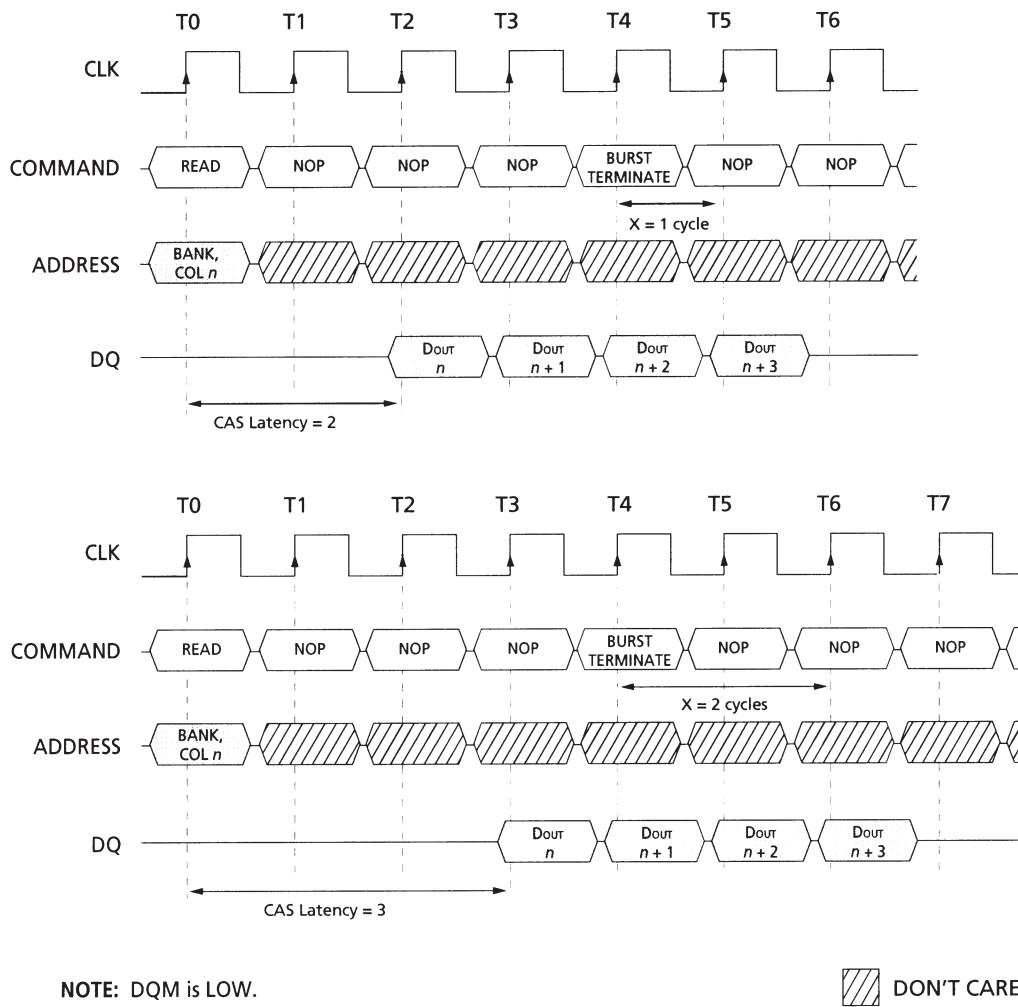 T0 T1 T2 T3 T4 T5 T6
CLK
COMMAND READ NOP NOP NOP BURST TERMINATE NOP NOP
X = 1 cycle
ADDRESS BANK, COL n
DQ DOUT n DOUT n + 1 DOUT n + 2 DOUT n + 3
CAS Latency = 2
T0 T1 T2 T3 T4 T5 T6 T7
CLK
COMMAND READ NOP NOP NOP BURST TERMINATE NOP NOP NOP
X = 2 cycles
ADDRESS BANK, COL n
DQ DOUT n DOUT n + 1 DOUT n + 2 DOUT n + 3
CAS Latency = 3
NOTE: DQM is LOW.
DON'T CARE